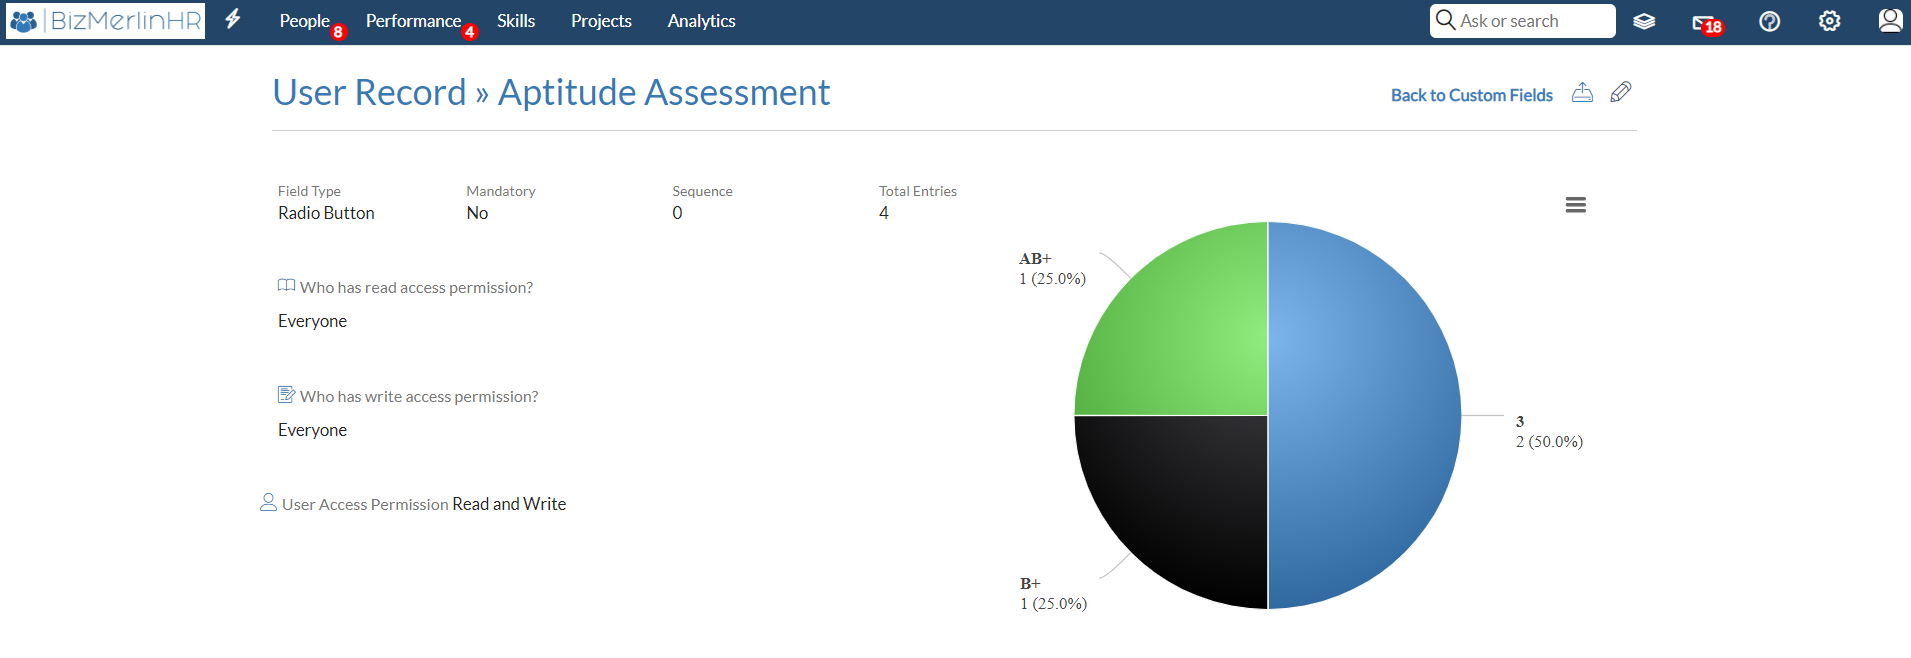 BizMerlinHR
People 8 Performance 4 Skills Projects Analytics Ask or search 18
User Record » Aptitude Assessment
Back to Custom Fields
Field Type Mandatory Sequence Total Entries
Radio Button No 0 4
Who has read access permission?
Everyone
Who has write access permission?
Everyone
User Access Permission Read and Write
AB+
1 (25.0%)
3
2 (50.0%)
B+
1 (25.0%)